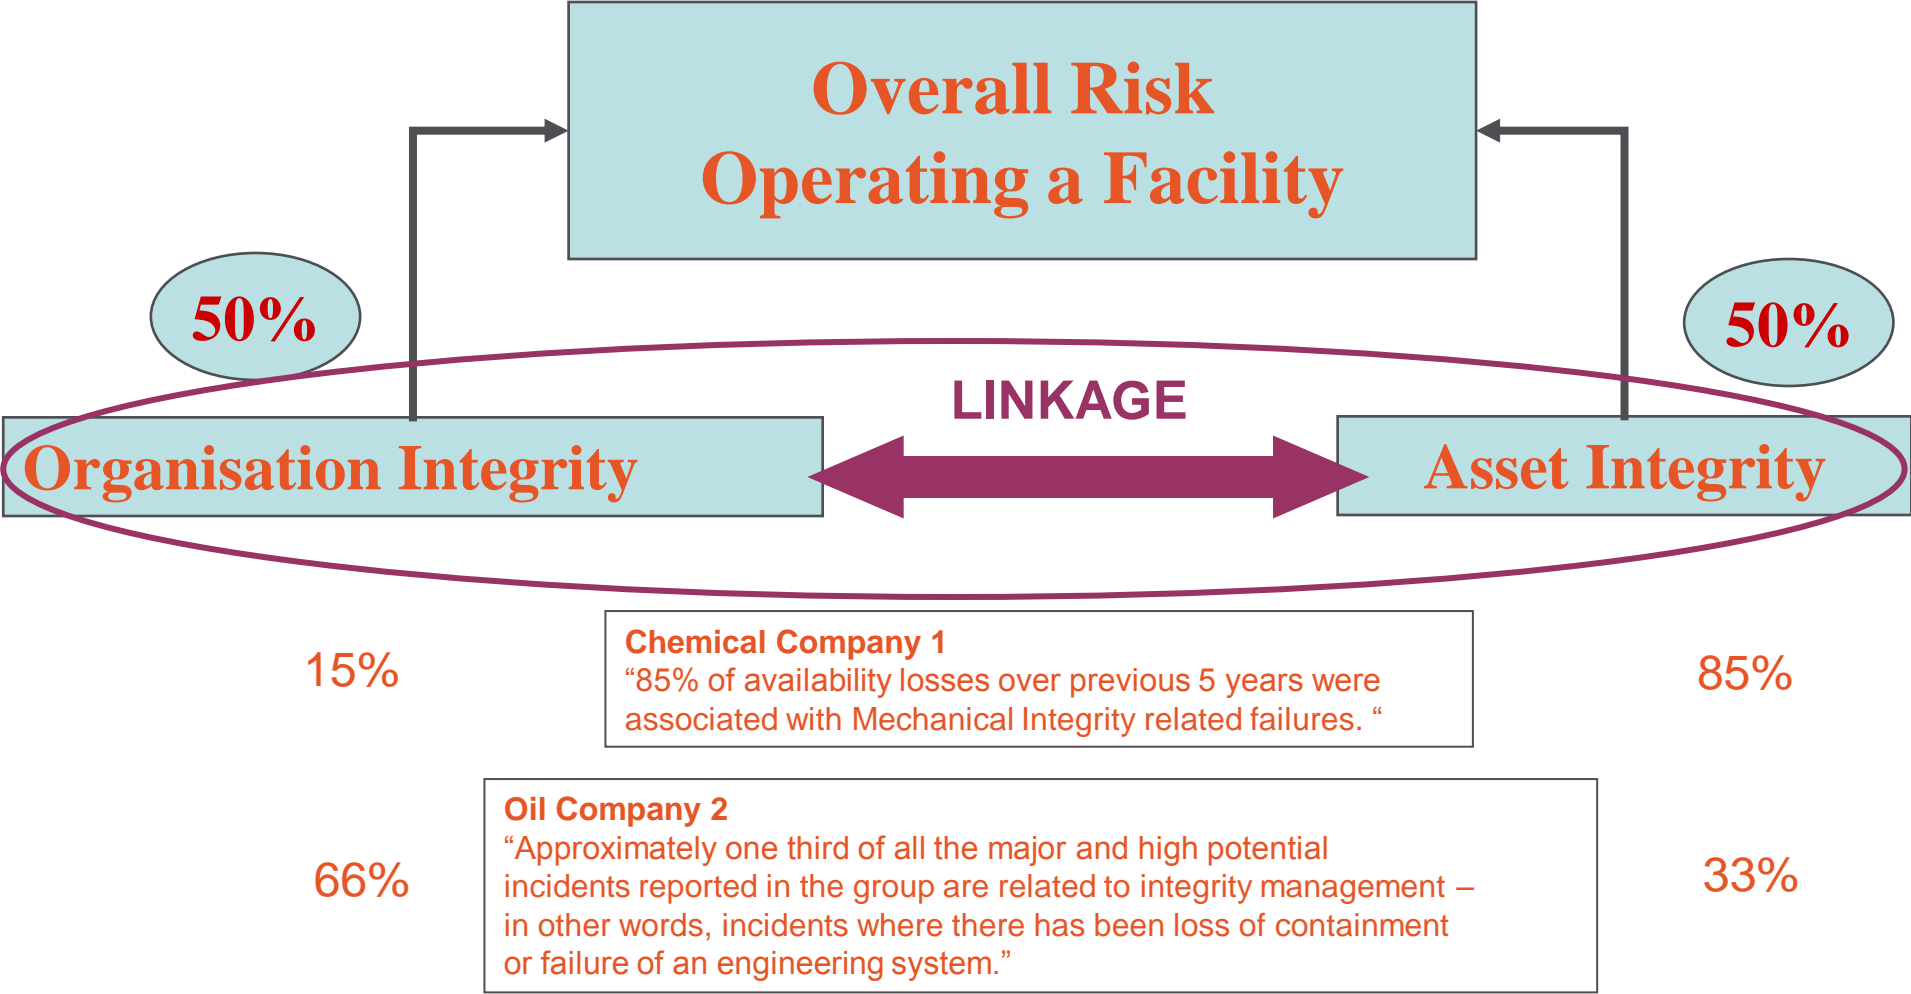 Overall Risk
Operating a Facility
50%
50%
LINKAGE
Organisation Integrity
Asset Integrity
15%
Chemical Company 1
“85% of availability losses over previous 5 years were
associated with Mechanical Integrity related failures. “
85%
Oil Company 2
“Approximately one third of all the major and high potential
incidents reported in the group are related to integrity management –
in other words, incidents where there has been loss of containment
or failure of an engineering system.”
66%
33%